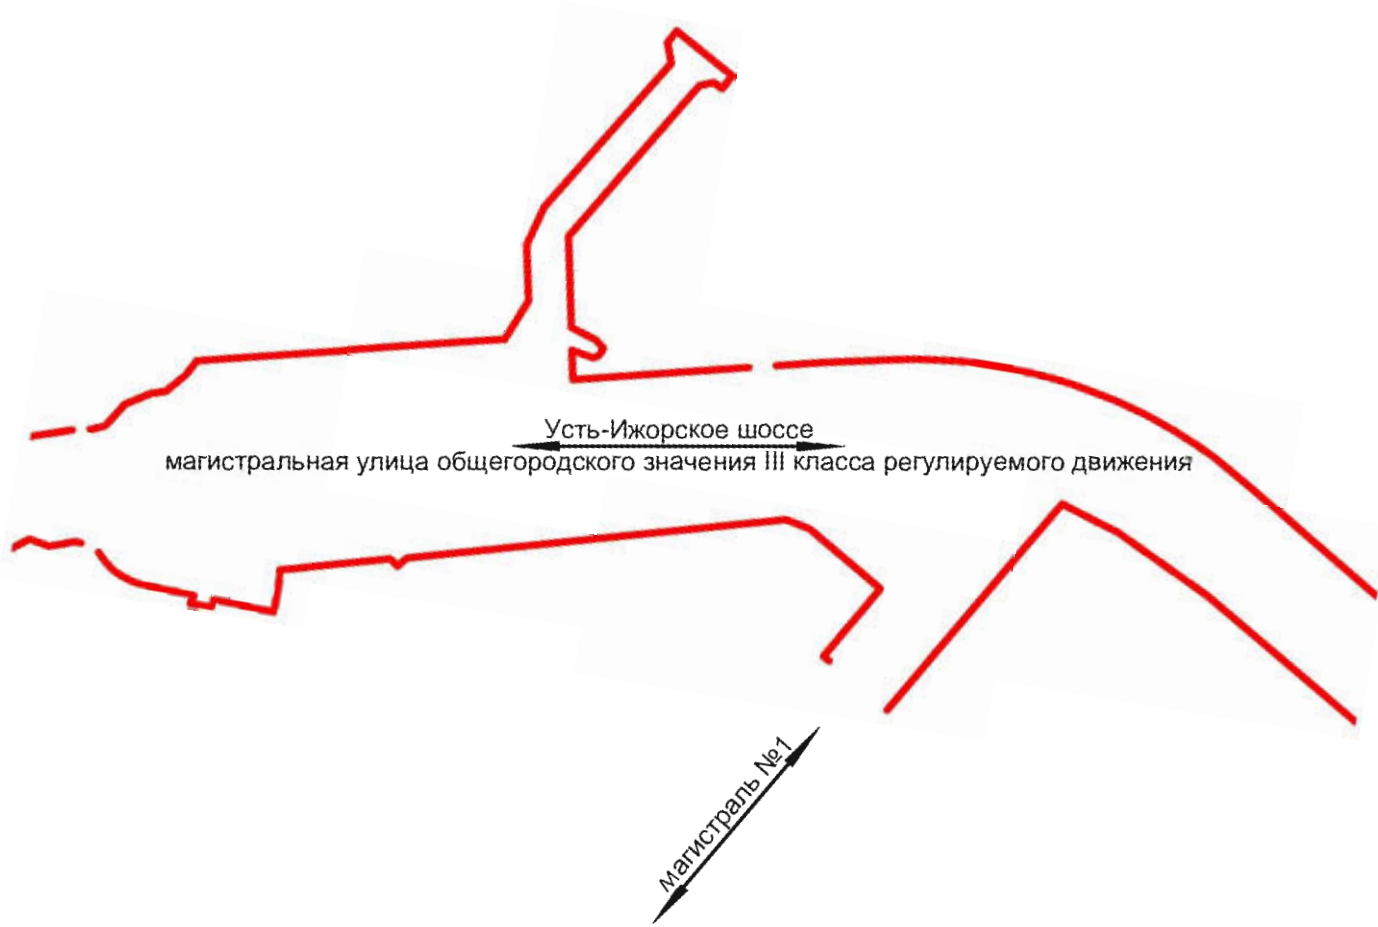 Усть-Ижорское шоссе
магистральная улица общегородского значения III класса регулируемого движения
магистраль №1